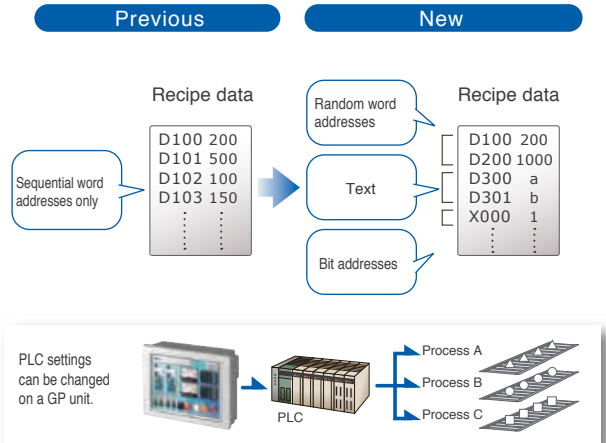 Previous
New
Recipe data
Sequential word
addresses only
D100 200
D101 500
D102 100
D103 150
Random word
addresses
Text
Bit addresses
Recipe data
D100 200
D200 1000
D300 a
D301 b
X000 1
PLC settings
can be changed
on a GP unit.
PLC
Process A
Process B
Process C